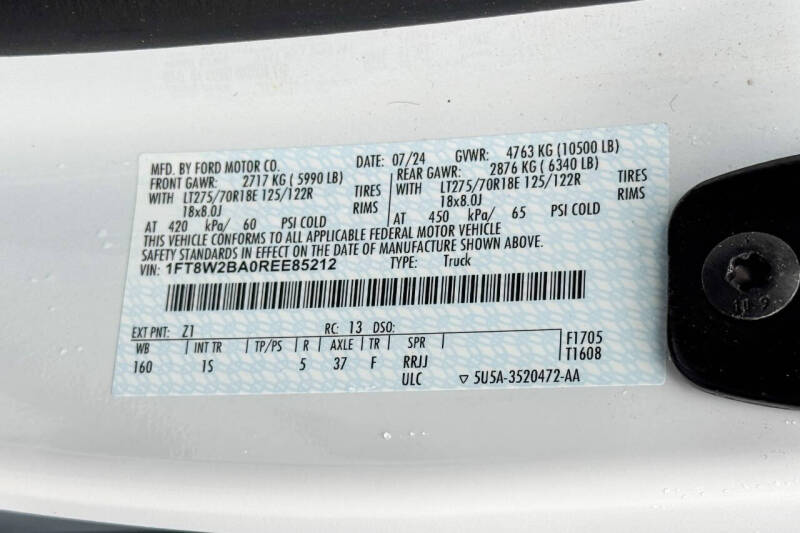 MFD. BY FORD MOTOR CO.
DATE: 07/24 GVWR: 4763 KG (10500 LB)
FRONT GAWR: 2717 KG ( 5990 LB) REAR GAWR: 2876 KG ( 6340 LB)
WITH LT275/70R18E 125/122R TIRES WITH LT275/70R18E 125/122R TIRES
18x8.0J RIMS 18x8.0J RIMS
AT 420 kPa/ 60 PSI COLD AT 450 kPa/ 65 PSI COLD
THIS VEHICLE CONFORMS TO ALL APPLICABLE FEDERAL MOTOR VEHICLE
SAFETY STANDARDS IN EFFECT ON THE DATE OF MANUFACTURE SHOWN ABOVE.
VIN: 1FT8W2BA0REE85212 TYPE: Truck
EXT PNT: Z1 RC: 13 DSO: F1705
WB INT TR TP/PS R AXLE TR SPR T1608
160 1S 5 37 F RRJJ
ULC ▽ 5U5A-3520472-AA